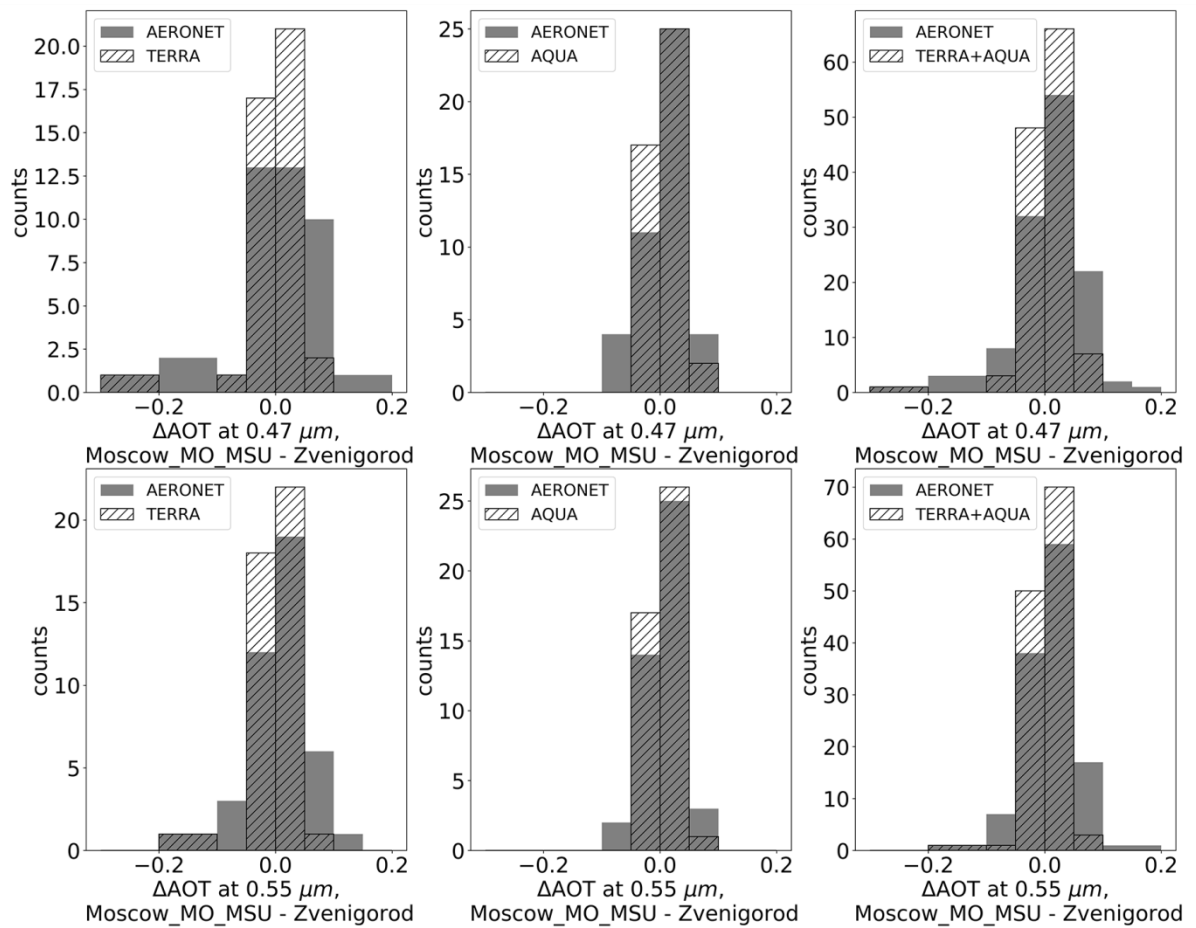 AERONET
TERRA
20.0
17.5
15.0
12.5
10.0
7.5
5.0
2.5
0.0
counts
−0.2
0.0
0.2
ΔAOT at 0.47 μm,
Moscow_MO_MSU - Zvenigorod
AERONET
AQUA
25
20
15
10
5
0
counts
−0.2
0.0
0.2
ΔAOT at 0.47 μm,
Moscow_MO_MSU - Zvenigorod
AERONET
TERRA+AQUA
60
50
40
30
20
10
0
counts
−0.2
0.0
0.2
ΔAOT at 0.47 μm,
Moscow_MO_MSU - Zvenigorod
AERONET
TERRA
20
15
10
5
0
counts
−0.2
0.0
0.2
ΔAOT at 0.55 μm,
Moscow_MO_MSU - Zvenigorod
AERONET
AQUA
25
20
15
10
5
0
counts
−0.2
0.0
0.2
ΔAOT at 0.55 μm,
Moscow_MO_MSU - Zvenigorod
AERONET
TERRA+AQUA
70
60
50
40
30
20
10
0
counts
−0.2
0.0
0.2
ΔAOT at 0.55 μm,
Moscow_MO_MSU - Zvenigorod